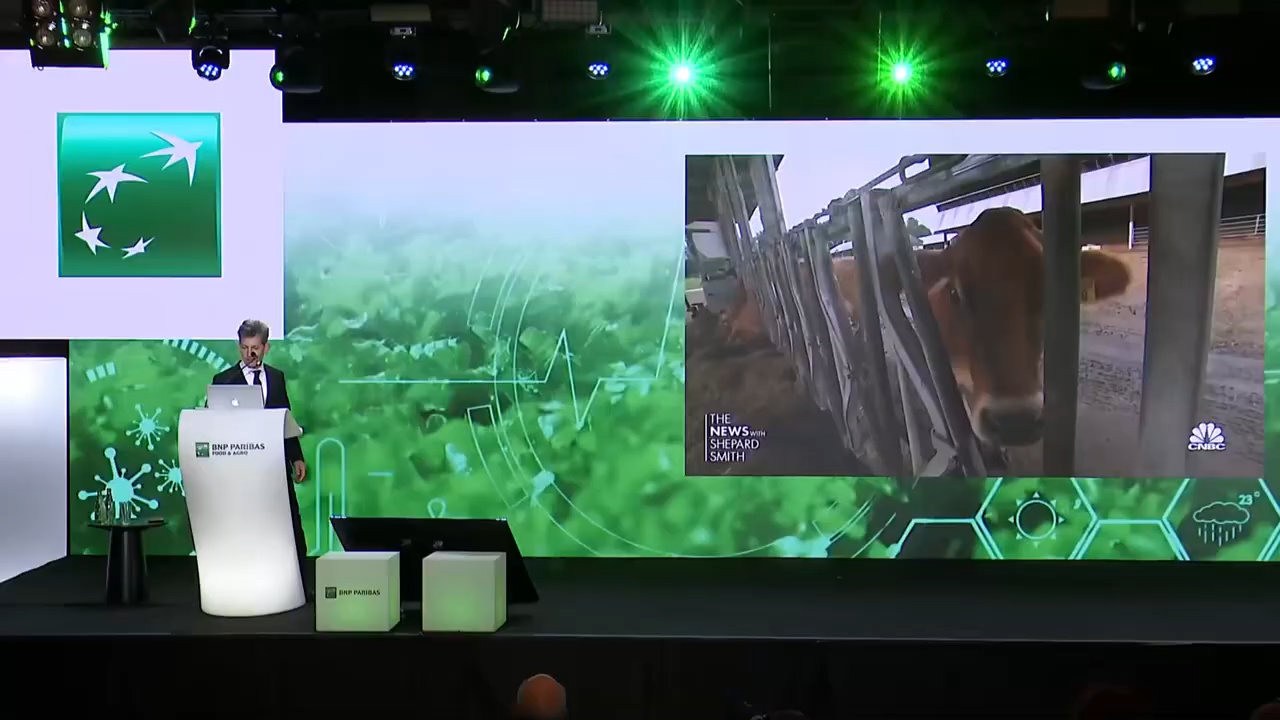 THE
NEWS WITH
SHEPARD
SMITH
CNBC
BNP PARIBAS
FOOD & AGRO
23°
BNP PARIBAS